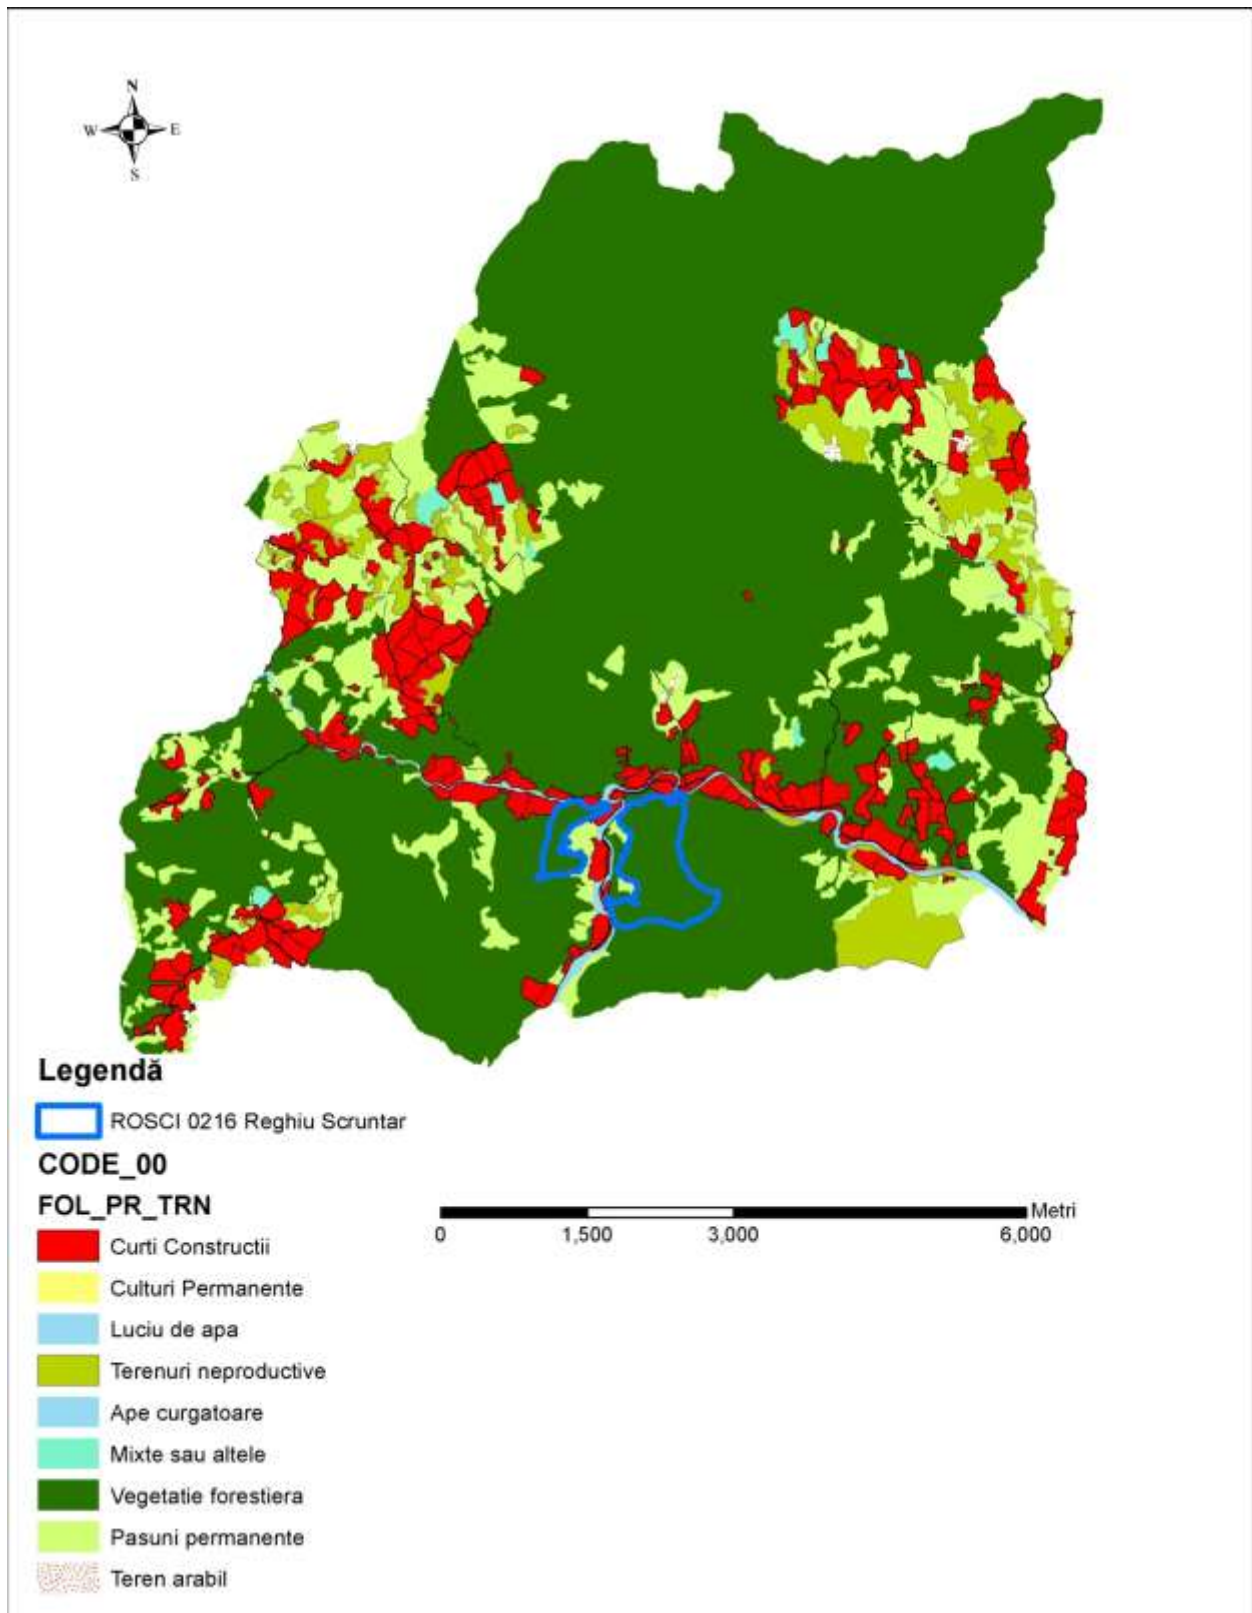 N
W E
S
Legendă
ROSCI 0216 Reghiu Scruntar
CODE_00
FOL_PR_TRN
Metri
0 1,500 3,000 6,000
Curti Constructii
Culturi Permanente
Luciu de apa
Terenuri neproductive
Ape curgatoare
Mixte sau altele
Vegetatie forestiera
Pasuni permanente
Teren arabil